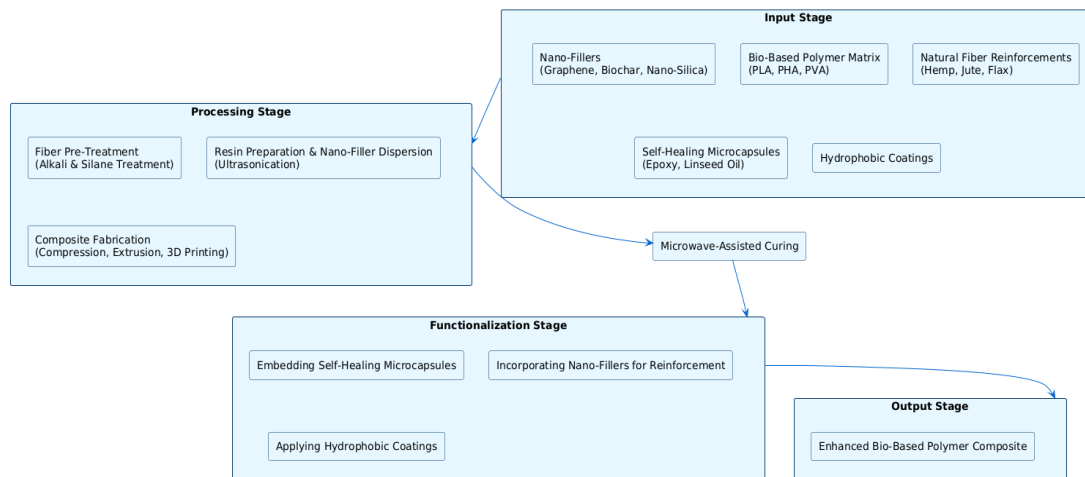 Input Stage
Nano-Fillers
(Graphene, Biochar, Nano-Silica)
Bio-Based Polymer Matrix
(PLA, PHA, PVA)
Natural Fiber Reinforcements
(Hemp, Jute, Flax)
Self-Healing Microcapsules
(Epoxy, Linseed Oil)
Hydrophobic Coatings
Processing Stage
Fiber Pre-Treatment
(Alkali & Silane Treatment)
Resin Preparation & Nano-Filler Dispersion
(Ultrasonication)
Composite Fabrication
(Compression, Extrusion, 3D Printing)
Microwave-Assisted Curing
Functionalization Stage
Embedding Self-Healing Microcapsules
Incorporating Nano-Fillers for Reinforcement
Applying Hydrophobic Coatings
Output Stage
Enhanced Bio-Based Polymer Composite